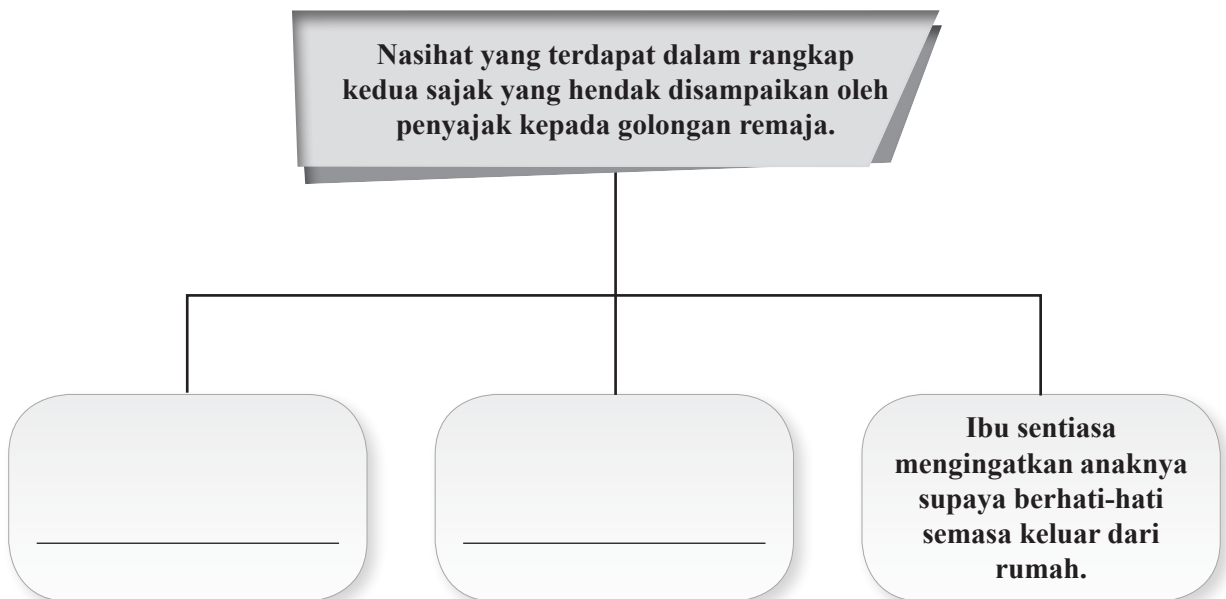 Nasihat yang terdapat dalam rangkap
kedua sajak yang hendak disampaikan oleh
penyajak kepada golongan remaja.
Ibu sentiasa
mengingatkan anaknya
supaya berhati-hati
semasa keluar dari
rumah.